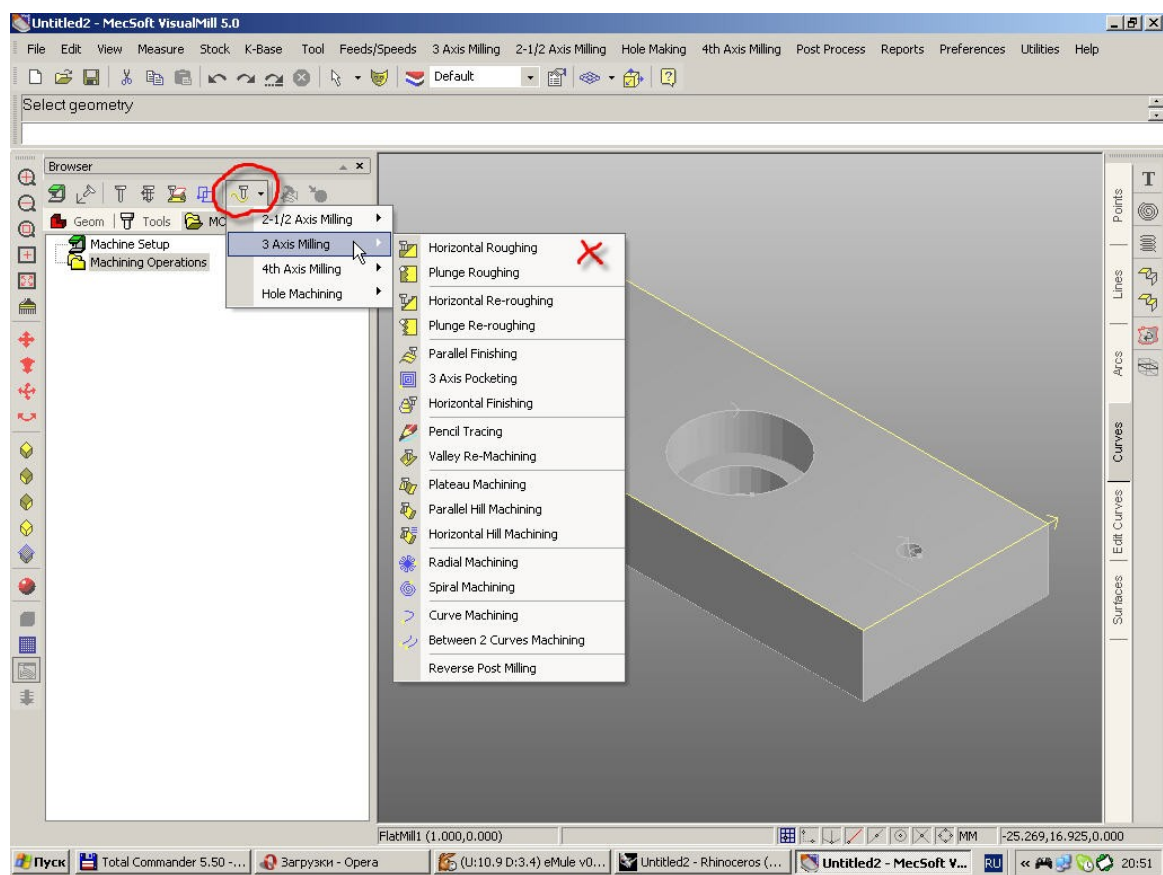 Untitled2 - MecSoft VisualMill 5.0
File Edit View Measure Stock K-Base Tool Feeds/Speeds 3 Axis Milling 2-1/2 Axis Milling Hole Making 4th Axis Milling Post Process Reports Preferences Utilities Help
Default
Select geometry
Browser
Geom Tools MO
Machine Setup
Machining Operations
2-1/2 Axis Milling
3 Axis Milling
4th Axis Milling
Hole Machining
Horizontal Roughing
Plunge Roughing
Horizontal Re-roughing
Plunge Re-roughing
Parallel Finishing
3 Axis Pocketing
Horizontal Finishing
Pencil Tracing
Valley Re-Machining
Plateau Machining
Parallel Hill Machining
Horizontal Hill Machining
Radial Machining
Spiral Machining
Curve Machining
Between 2 Curves Machining
Reverse Post Milling
T
Points
Lines
Arcs
Curves
Edit Curves
Surfaces
FlatMill1 (1.000,0.000) MM -25.269,16.925,0.000
Пуск Total Commander 5.50 -... Загрузки - Opera (U:10.9 D:3.4) eMule v0... Untitled2 - Rhinoceros (... Untitled2 - MecSoft V... RU « 20:51